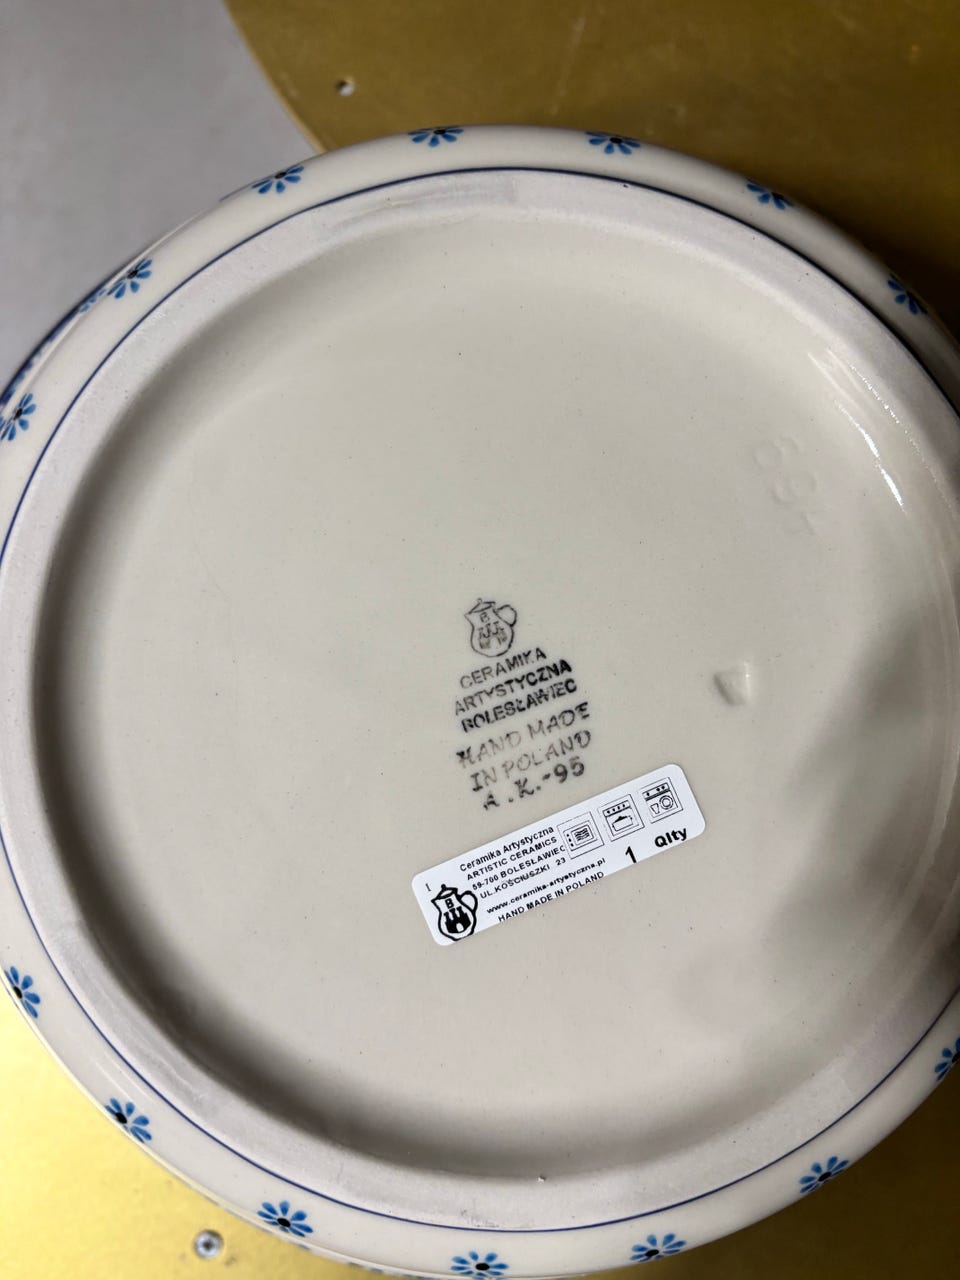 69
B
CERAMIKA
ARTYSTYCZNA
BOLESŁAWIEC
HAND MADE
IN POLAND
A.K.-95
Ceramika Artystyczna
ARTISTIC CERAMICS
59-700 BOLESŁAWIEC
UL.KOŚCIUSZKI 23
www.ceramika-artystyczna.pl
HAND MADE IN POLAND
B
1 Qlty